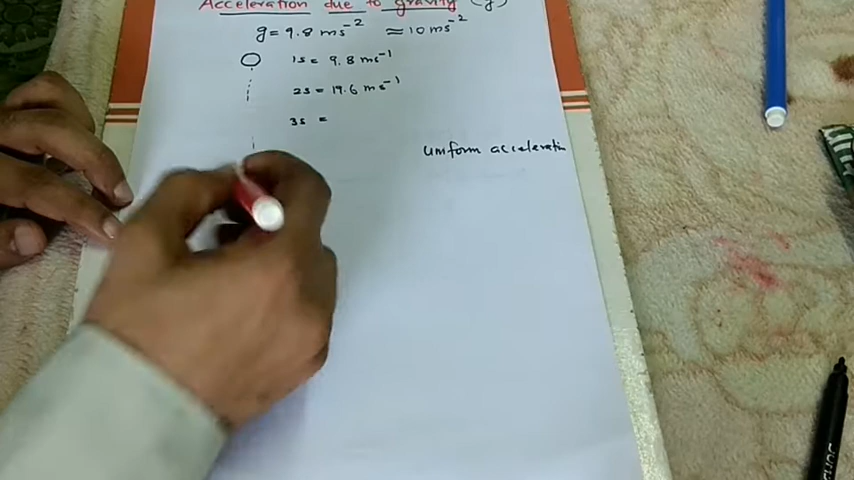 Acceleration due to gravity (g)
g = 9.8 ms⁻² ≈ 10 ms⁻²
1s = 9.8 ms⁻¹
2s = 19.6 ms⁻¹
3s =
uniform acceleratin